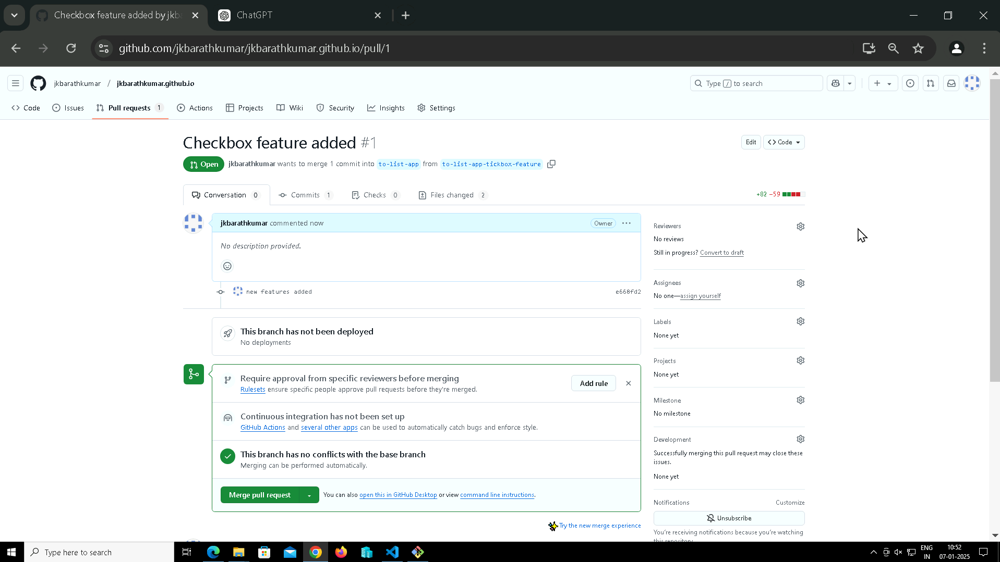 Checkbox feature added by jkba
ChatGPT
github.com/jkbarathkumar/jkbarathkumar.github.io/pull/1
jkbarathkumar / jkbarathkumar.github.io
Type / to search
Code
Issues
Pull requests 1
Actions
Projects
Wiki
Security
Insights
Settings
Checkbox feature added #1
Edit
Code
Open
jkbarathkumar wants to merge 1 commit into to-list-app from to-list-app-tickbox-feature
Conversation 0
Commits 1
Checks 0
Files changed 2
+82 −59
jkbarathkumar commented now
Owner
No description provided.
new features added
e668fd2
This branch has not been deployed
No deployments
Require approval from specific reviewers before merging
Rulesets ensure specific people approve pull requests before they're merged.
Add rule
Continuous integration has not been set up
GitHub Actions and several other apps can be used to automatically catch bugs and enforce style.
This branch has no conflicts with the base branch
Merging can be performed automatically.
Merge pull request
You can also open this in GitHub Desktop or view command line instructions.
Try the new merge experience
Reviewers
No reviews
Still in progress? Convert to draft
Assignees
No one—assign yourself
Labels
None yet
Projects
None yet
Milestone
No milestone
Development
Successfully merging this pull request may close these
issues.
None yet
Notifications
Customize
Unsubscribe
You're receiving notifications because you're watching
this repository.
Type here to search
ENG
IN
10:52
07-01-2025